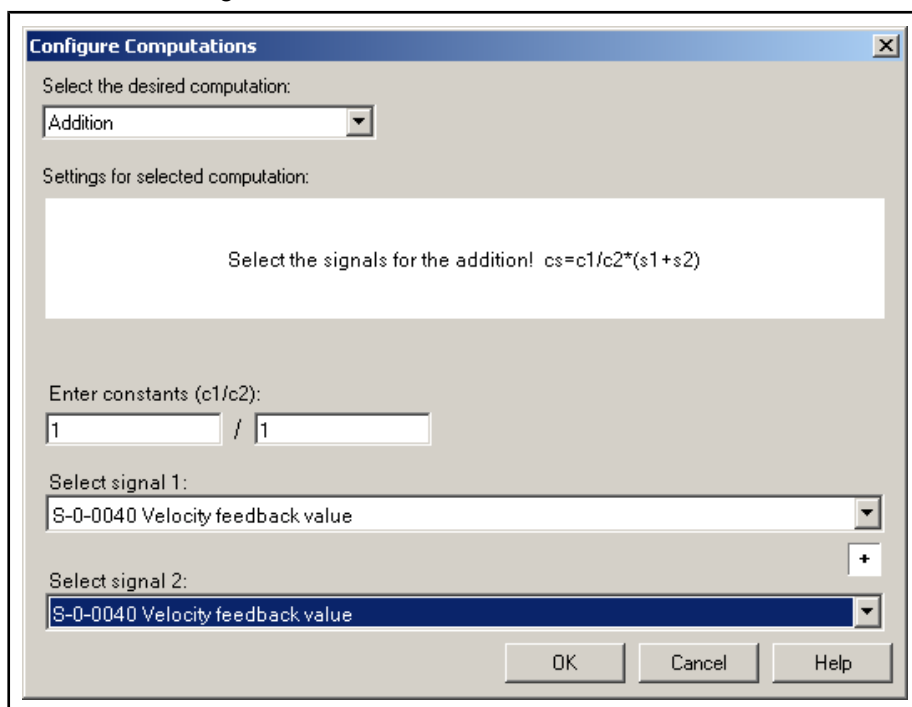 Configure Computations
Select the desired computation:
Addition
Settings for selected computation:
Select the signals for the addition!  cs=c1/c2*(s1+s2)
Enter constants (c1/c2):
1 / 1
Select signal 1:
S-0-0040 Velocity feedback value
+
Select signal 2:
S-0-0040 Velocity feedback value
OK Cancel Help